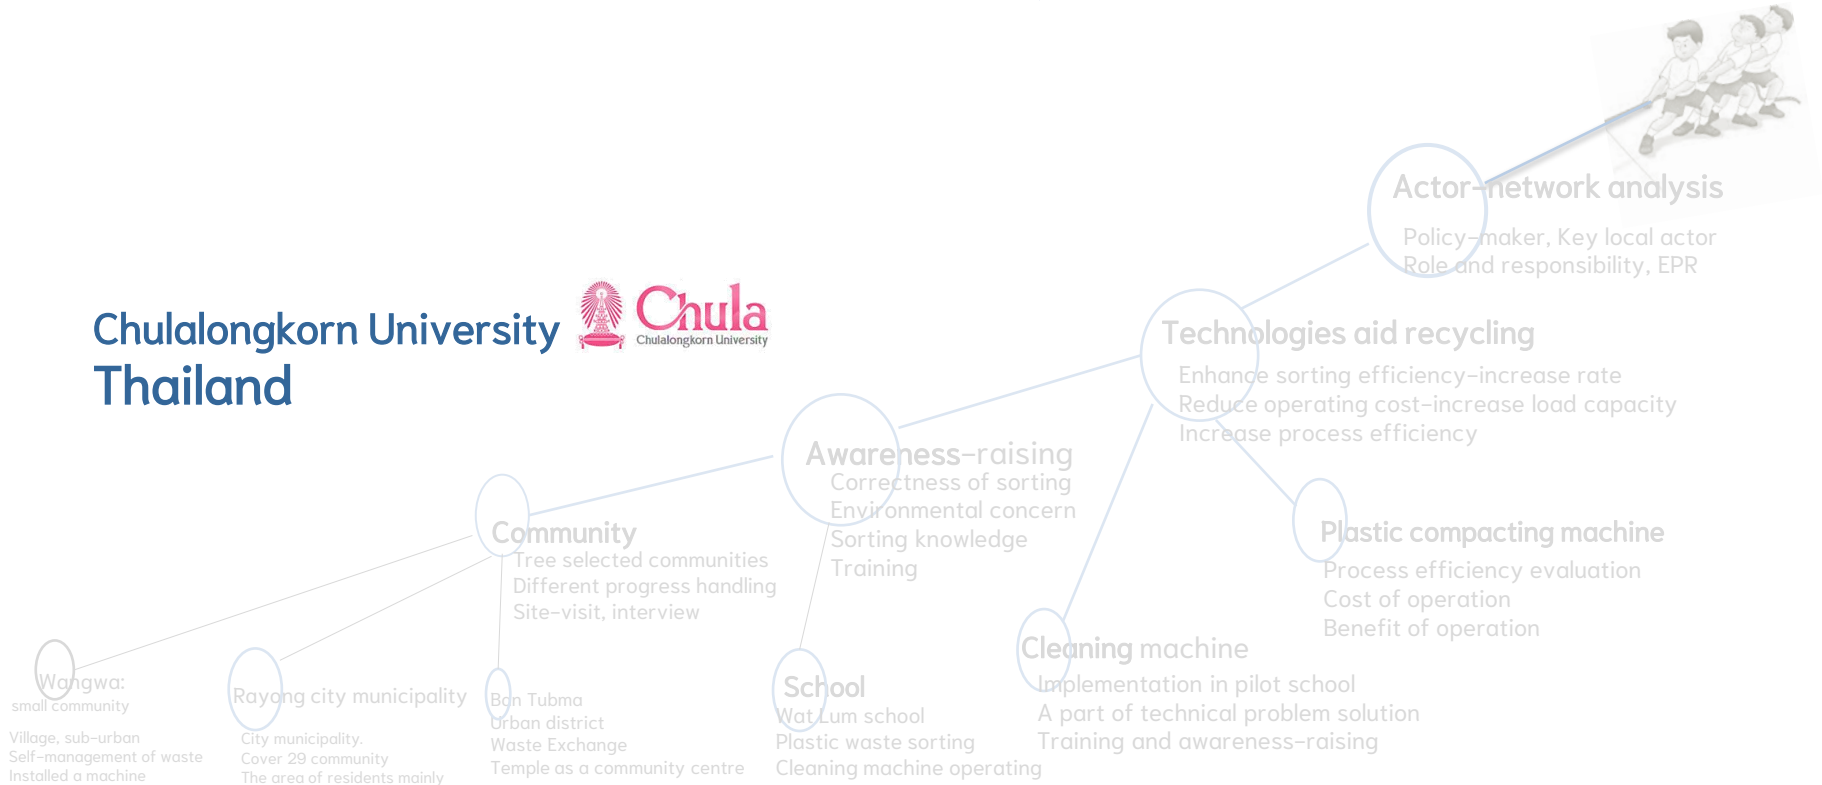 Chulalongkorn University
Thailand
Chula
Chulalongkorn University
Actor-network analysis
Policy-maker, Key local actor
Role and responsibility, EPR
Technologies aid recycling
Enhance sorting efficiency-increase rate
Reduce operating cost-increase load capacity
Increase process efficiency
Awareness-raising
Correctness of sorting
Environmental concern
Sorting knowledge
Training
Community
Tree selected communities
Different progress handling
Site-visit, interview
Plastic compacting machine
Process efficiency evaluation
Cost of operation
Benefit of operation
Wangwa:
small community
Village, sub-urban
Self-management of waste
Installed a machine
Rayong city municipality
City municipality.
Cover 29 community
The area of residents mainly
Ban Tubma
Urban district
Waste Exchange
Temple as a community centre
School
Wat Lum school
Plastic waste sorting
Cleaning machine operating
Cleaning machine
Implementation in pilot school
A part of technical problem solution
Training and awareness-raising